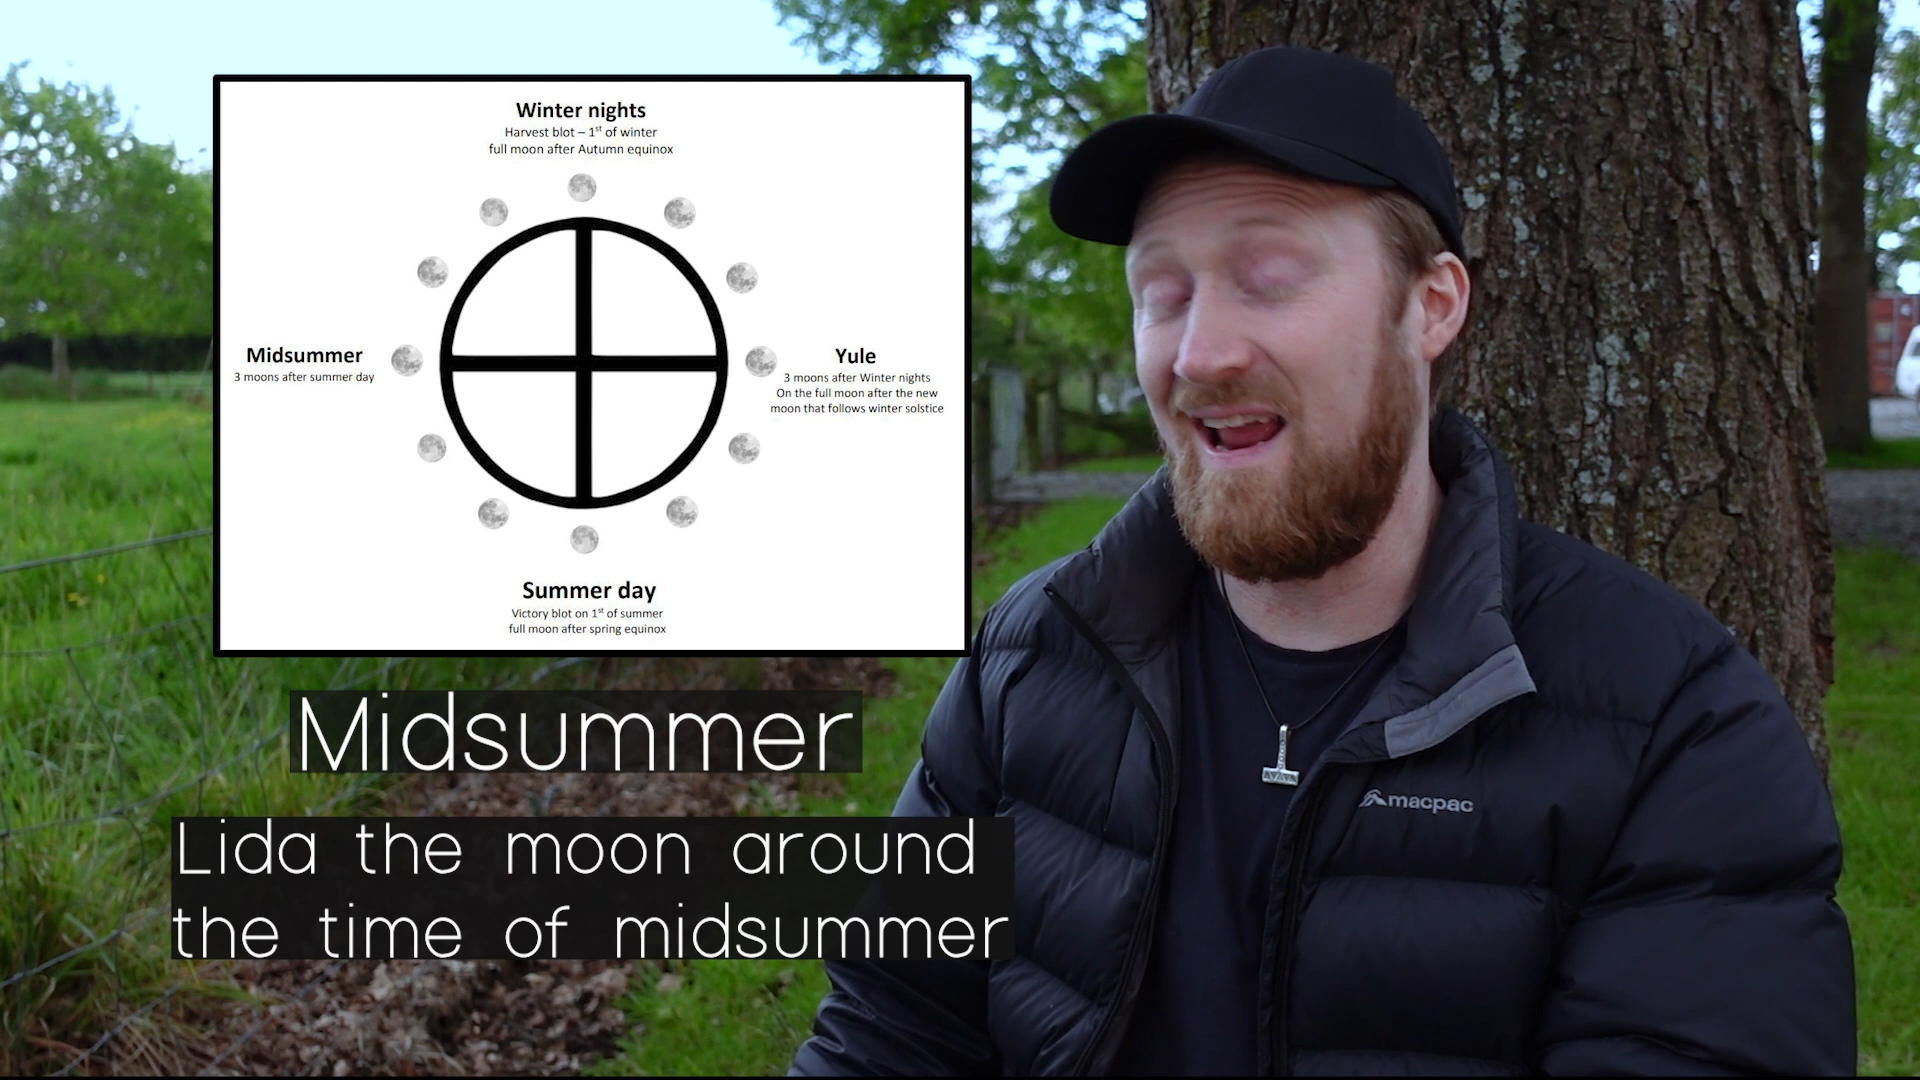 Winter nights
Harvest blot – 1st of winter
full moon after Autumn equinox
Midsummer
3 moons after summer day
Yule
3 moons after Winter nights
On the full moon after the new
moon that follows winter solstice
Summer day
Victory blot on 1st of summer
full moon after spring equinox
Midsummer
Lida the moon around
the time of midsummer
macpac